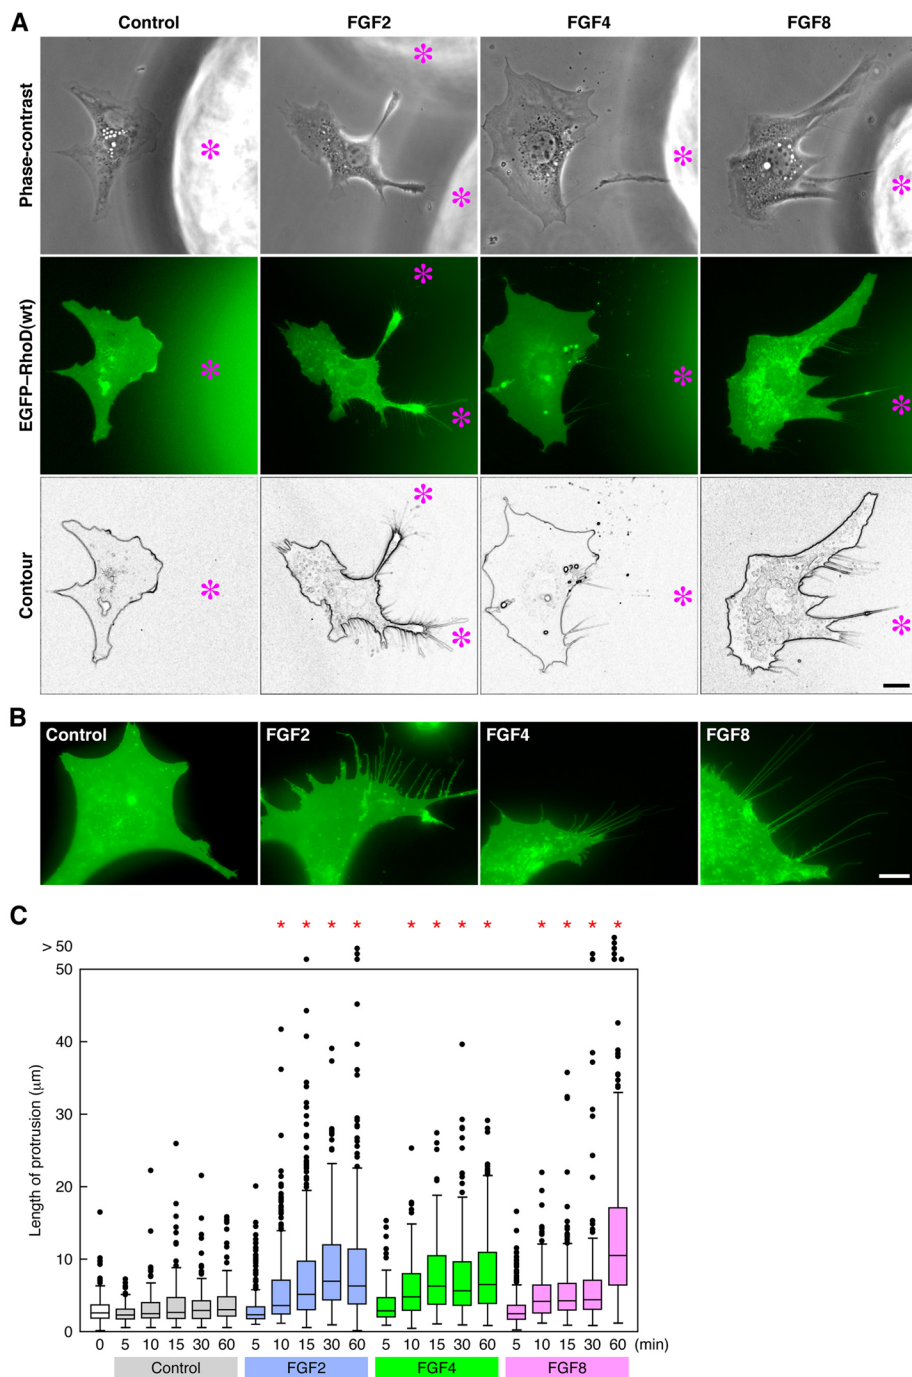 A
Control FGF2 FGF4 FGF8
Phase-contrast
*
* *
*
*
EGFP–RhoD(wt)
*
* *
*
*
Contour
*
* *
*
*
B
Control FGF2 FGF4 FGF8
C
* * * * * * * * * * * *
> 50
50
40
30
20
10
0
Length of protrusion (μm)
0 5 10 15 30 60 5 10 15 30 60 5 10 15 30 60 5 10 15 30 60 (min)
Control FGF2 FGF4 FGF8